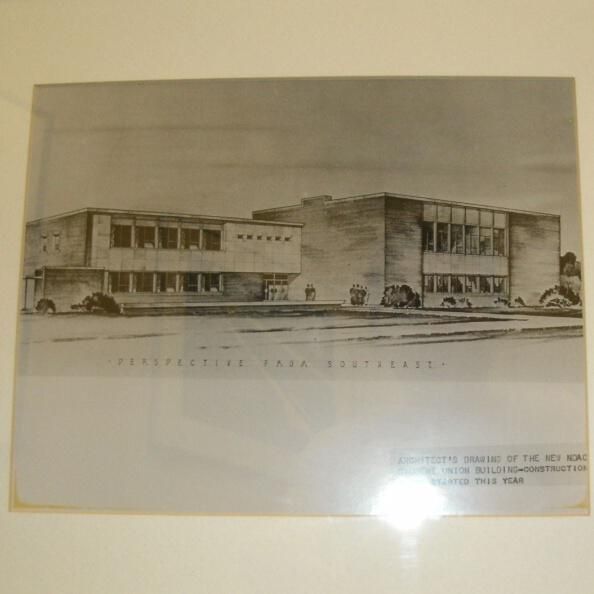 · PERSPECTIVE FROM SOUTHEAST ·
ARCHITECT'S DRAWING OF THE NEW NDAC
UNION BUILDING-CONSTRUCTION
STARTED THIS YEAR